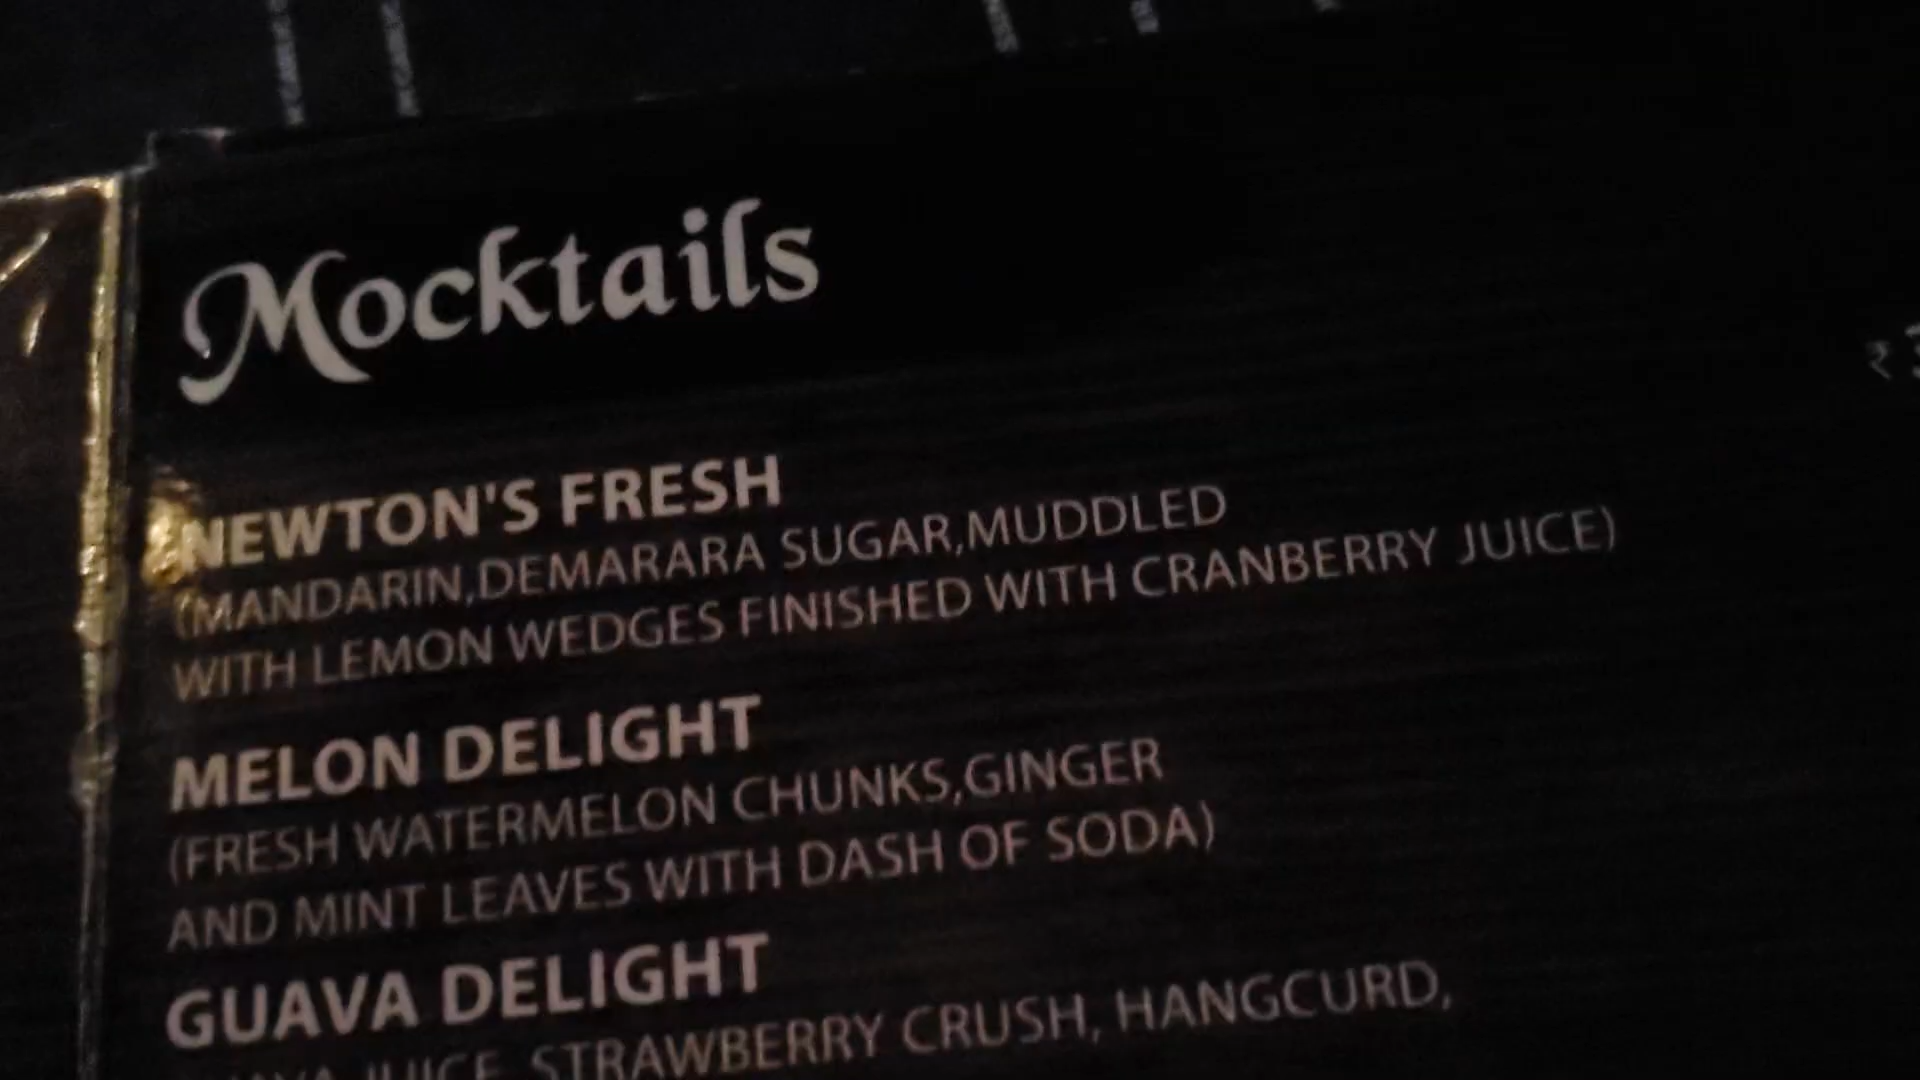 Mocktails
NEWTON'S FRESH
(MANDARIN,DEMARARA SUGAR,MUDDLED
WITH LEMON WEDGES FINISHED WITH CRANBERRY JUICE)
MELON DELIGHT
(FRESH WATERMELON CHUNKS,GINGER
AND MINT LEAVES WITH DASH OF SODA)
GUAVA DELIGHT
JUICE, STRAWBERRY CRUSH, HANGCURD,